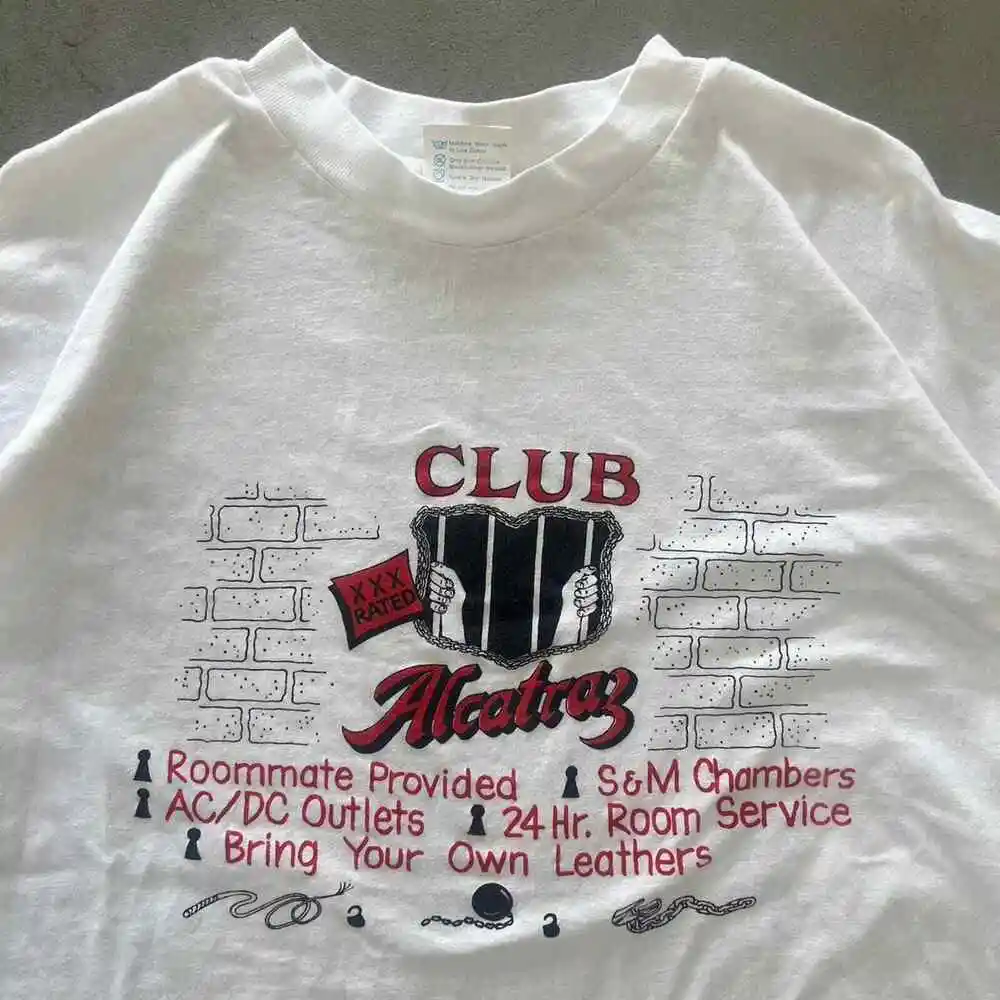 CLUB
XXX
RATED
Alcatraz
Roommate Provided S&M Chambers
AC/DC Outlets 24 Hr. Room Service
Bring Your Own Leathers